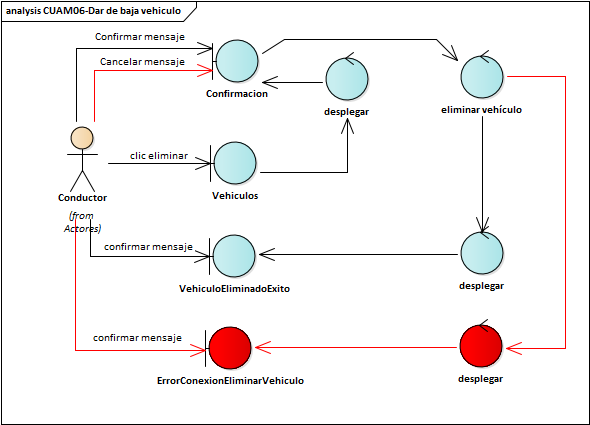 analysis CUAM06-Dar de baja vehiculo
Confirmar mensaje
Cancelar mensaje
Confirmacion
desplegar
eliminar vehículo
clic eliminar
Vehiculos
Conductor
(from
Actores)
confirmar mensaje
VehiculoEliminadoExito
desplegar
confirmar mensaje
ErrorConexionEliminarVehiculo
desplegar